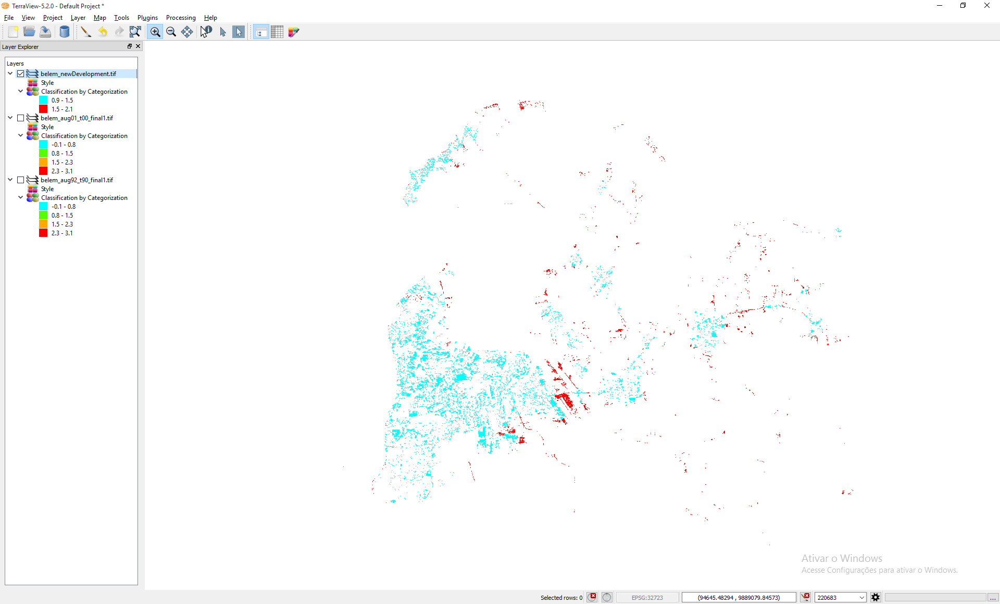 TerraView-5.2.0 - Default Project *
File View Project Layer Map Tools Plugins Processing Help
Layer Explorer
Layers
belem_newDevelopment.tif
Style
Classification by Categorization
0.9 - 1.5
1.5 - 2.1
belem_aug01_t00_final1.tif
Style
Classification by Categorization
-0.1 - 0.8
0.8 - 1.5
1.5 - 2.3
2.3 - 3.1
belem_aug92_t90_final1.tif
Style
Classification by Categorization
-0.1 - 0.8
0.8 - 1.5
1.5 - 2.3
2.3 - 3.1
Ativar o Windows
Acesse Configurações para ativar o Windows.
Selected rows: 0 EPSG:32723 (94645.48294 , 9889079.84573) 220683 ...